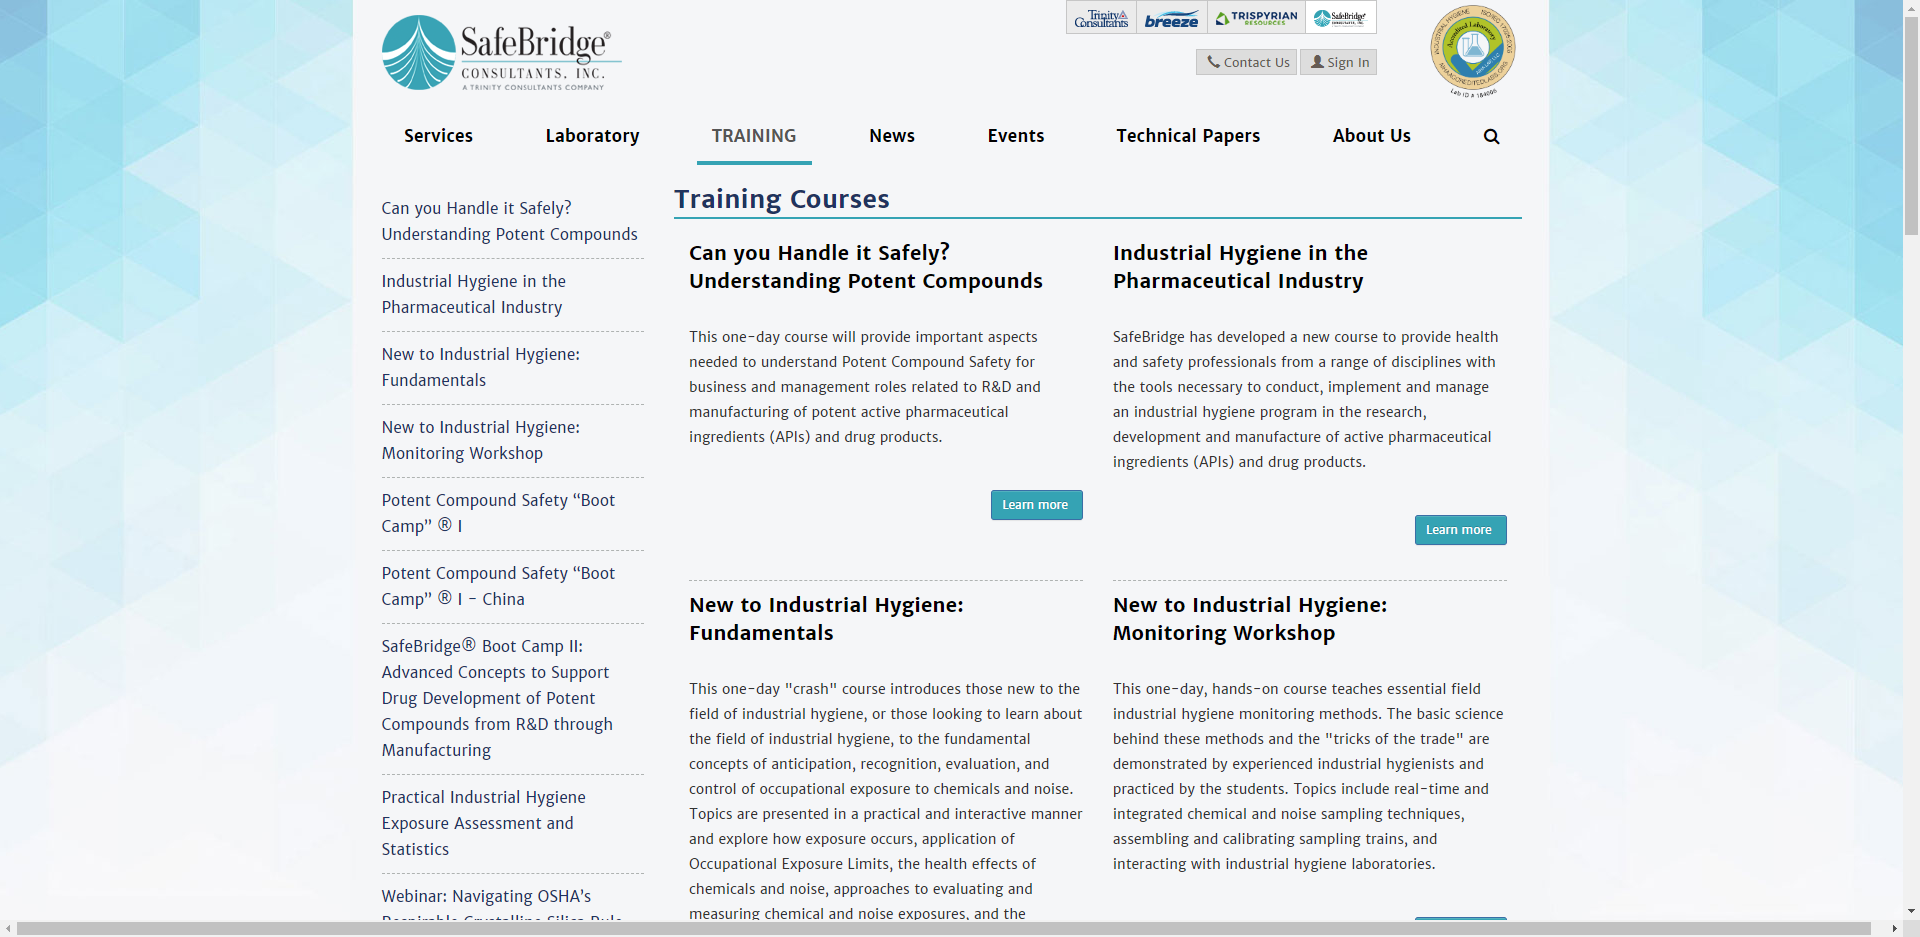 SafeBridge®
CONSULTANTS, INC.
A TRINITY CONSULTANTS COMPANY
Trinity
Consultants
breeze
TRISPYRIAN
RESOURCES
SafeBridge
CONSULTANTS, INC.
Contact Us
Sign In
INDUSTRIAL HYGIENE
Accredited Laboratory
AIHAACCREDITEDLABS.ORG
Lab ID #
Services
Laboratory
TRAINING
News
Events
Technical Papers
About Us
Can you Handle it Safely?
Understanding Potent Compounds
Industrial Hygiene in the
Pharmaceutical Industry
New to Industrial Hygiene:
Fundamentals
New to Industrial Hygiene:
Monitoring Workshop
Potent Compound Safety “Boot
Camp” ® I
Potent Compound Safety “Boot
Camp” ® I - China
SafeBridge® Boot Camp II:
Advanced Concepts to Support
Drug Development of Potent
Compounds from R&D through
Manufacturing
Practical Industrial Hygiene
Exposure Assessment and
Statistics
Webinar: Navigating OSHA’s
Respirable Crystalline Silica Rule
Training Courses
Can you Handle it Safely?
Understanding Potent Compounds
This one-day course will provide important aspects
needed to understand Potent Compound Safety for
business and management roles related to R&D and
manufacturing of potent active pharmaceutical
ingredients (APIs) and drug products.
Learn more
Industrial Hygiene in the
Pharmaceutical Industry
SafeBridge has developed a new course to provide health
and safety professionals from a range of disciplines with
the tools necessary to conduct, implement and manage
an industrial hygiene program in the research,
development and manufacture of active pharmaceutical
ingredients (APIs) and drug products.
Learn more
New to Industrial Hygiene:
Fundamentals
This one-day "crash" course introduces those new to the
field of industrial hygiene, or those looking to learn about
the field of industrial hygiene, to the fundamental
concepts of anticipation, recognition, evaluation, and
control of occupational exposure to chemicals and noise.
Topics are presented in a practical and interactive manner
and explore how exposure occurs, application of
Occupational Exposure Limits, the health effects of
chemicals and noise, approaches to evaluating and
measuring chemical and noise exposures, and the
New to Industrial Hygiene:
Monitoring Workshop
This one-day, hands-on course teaches essential field
industrial hygiene monitoring methods. The basic science
behind these methods and the "tricks of the trade" are
demonstrated by experienced industrial hygienists and
practiced by the students. Topics include real-time and
integrated chemical and noise sampling techniques,
assembling and calibrating sampling trains, and
interacting with industrial hygiene laboratories.